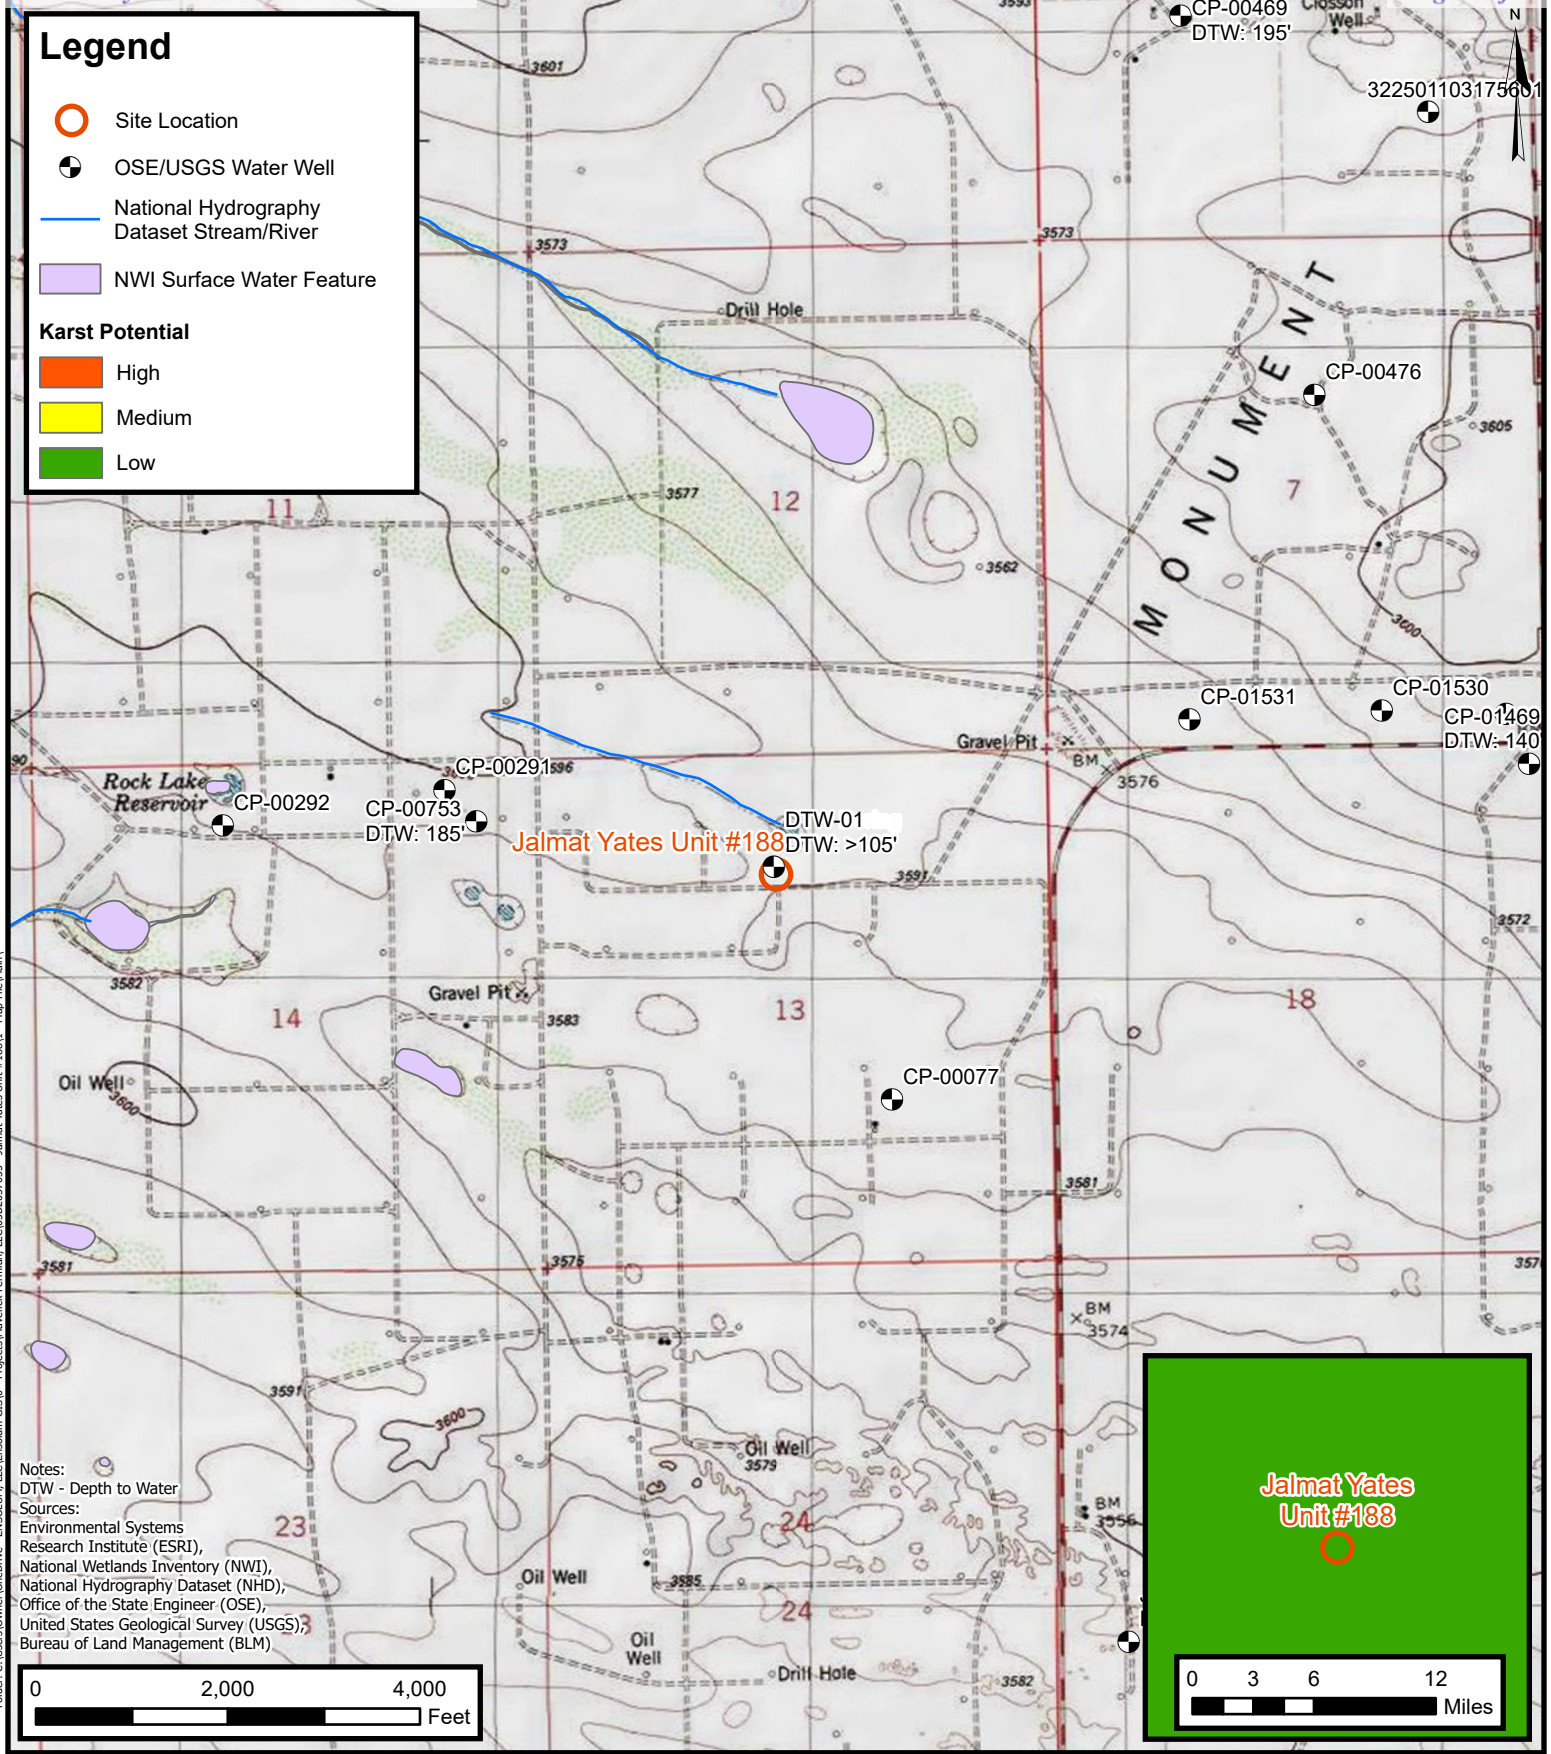 Legend
Site Location
OSE/USGS Water Well
National Hydrography
Dataset Stream/River
NWI Surface Water Feature
Karst Potential
High
Medium
Low
3593
CP-00469
DTW: 195'
Closson
Well
N
3601
322501103175601
3573
3573
Drill Hole
MONUMENT
CP-00476
3605
3577
11
12
7
3562
3600
CP-01531
CP-01530
CP-01469
DTW: 140'
Gravel Pit
BM
3576
90
CP-00291
3596
Rock Lake
Reservoir
CP-00292
CP-00753
DTW: 185'
DTW-01
DTW: >105'
Jalmat Yates Unit #188
3591
3572
3582
Gravel Pit
3583
14
13
18
Oil Well
3600
CP-00077
3581
3581
3575
BM
3574
3591
3600
Oil Well
3579
Jalmat Yates
Unit #188
BM
3556
23
24
Notes:
DTW - Depth to Water
Sources:
Environmental Systems
Research Institute (ESRI),
National Wetlands Inventory (NWI),
National Hydrography Dataset (NHD),
Office of the State Engineer (OSE),
United States Geological Survey (USGS),
Bureau of Land Management (BLM)
Oil Well
3585
24
Oil
Well
Drill Hole
3582
0 2,000 4,000
Feet
0 3 6 12
Miles